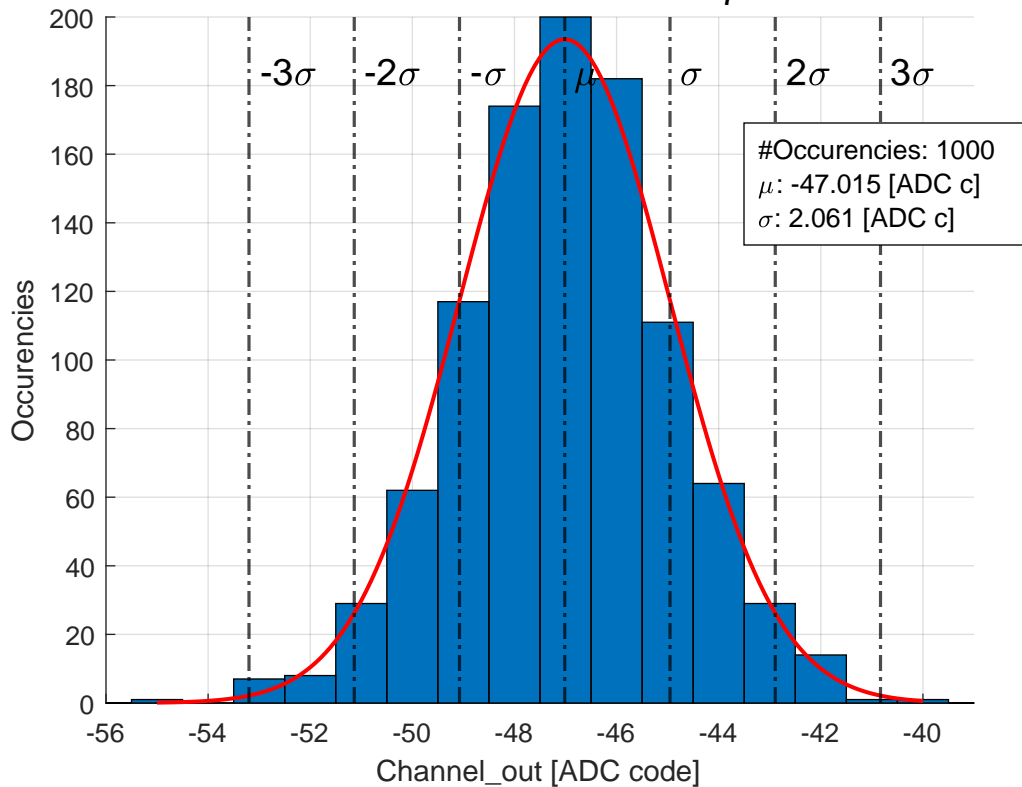 200
180
160
140
120
100
80
60
40
20
0
Occurencies
-3σ
-2σ
-σ
μ
σ
2σ
3σ
#Occurencies: 1000
μ: -47.015 [ADC c]
σ: 2.061 [ADC c]
-56
-54
-52
-50
-48
-46
-44
-42
-40
Channel_out [ADC code]